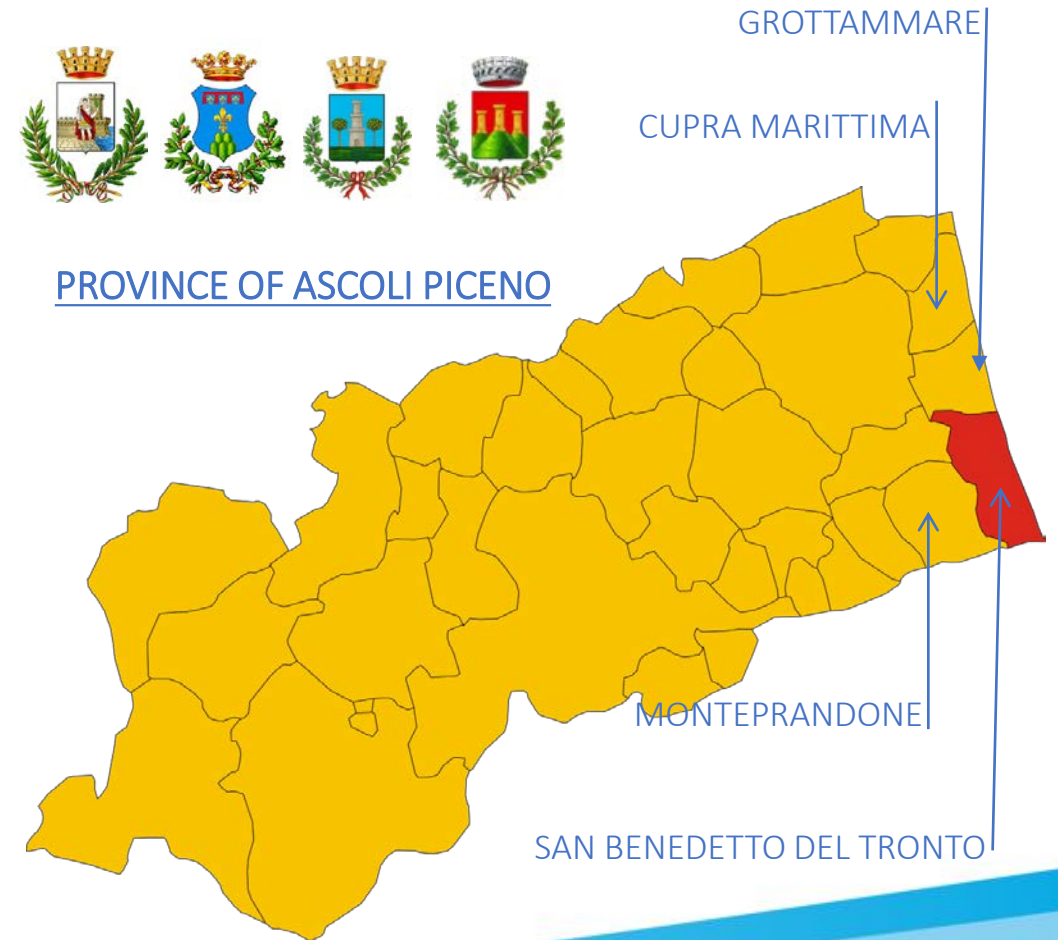 GROTTAMMARE
CUPRA MARITTIMA
PROVINCE OF ASCOLI PICENO
MONTEPRANDONE
SAN BENEDETTO DEL TRONTO